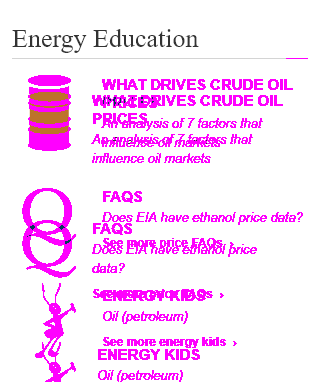 Energy Education
WHAT DRIVES CRUDE OIL
PRICES
WHAT DRIVES CRUDE OIL
PRICES
An analysis of 7 factors that
influence oil markets
An analysis of 7 factors that
influence oil markets
FAQS
Does EIA have ethanol price data?
See more price FAQs ›
FAQS
Does EIA have ethanol price
data?
See more price FAQs ›
ENERGY KIDS
Oil (petroleum)
See more energy kids ›
ENERGY KIDS
Oil (petroleum)